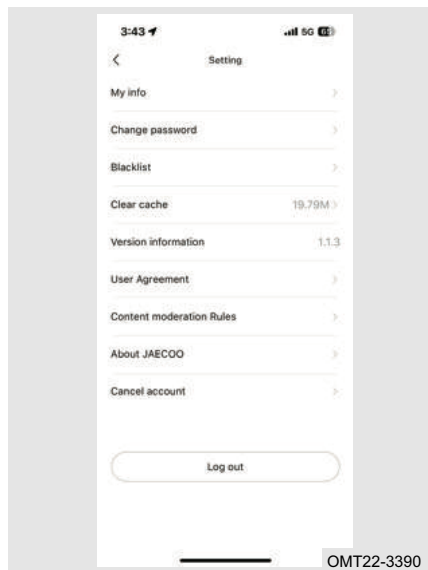 3:43 5G
Setting
My info
Change password
Blacklist
Clear cache 19.79M
Version information 1.1.3
User Agreement
Content moderation Rules
About JAECOO
Cancel account
Log out
OMT22-3390